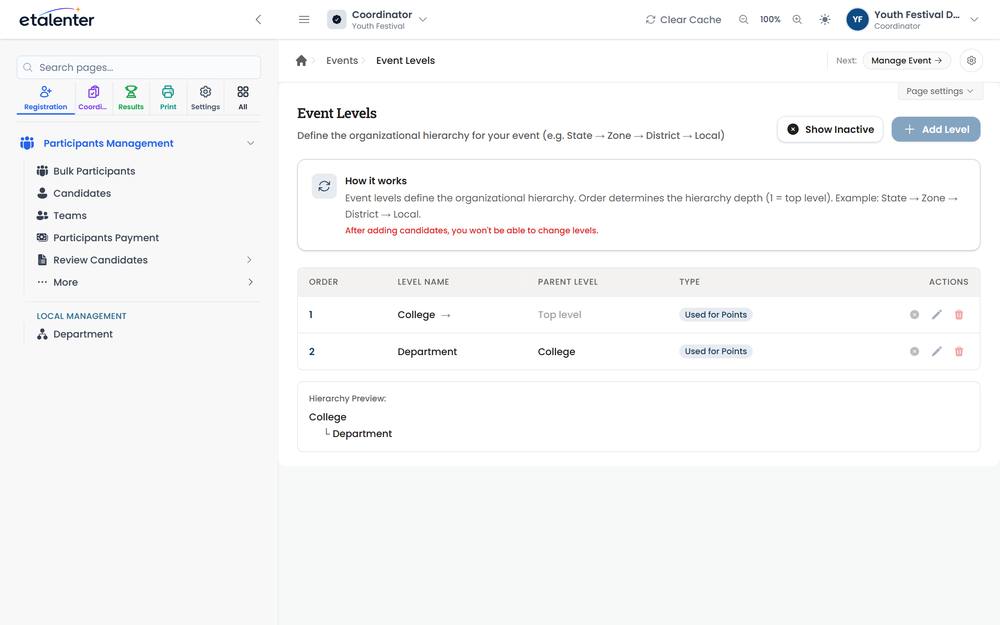 etalenter
Coordinator
Youth Festival
Clear Cache
100%
YF
Youth Festival D...
Coordinator
Search pages...
Registration
Coordi...
Results
Print
Settings
All
Participants Management
Bulk Participants
Candidates
Teams
Participants Payment
Review Candidates
More
LOCAL MANAGEMENT
Department
Events
Event Levels
Next:
Manage Event →
Page settings
Event Levels
Define the organizational hierarchy for your event (e.g. State → Zone → District → Local)
Show Inactive
Add Level
How it works
Event levels define the organizational hierarchy. Order determines the hierarchy depth (1 = top level). Example: State → Zone →
District → Local.
After adding candidates, you won't be able to change levels.
ORDER LEVEL NAME PARENT LEVEL TYPE ACTIONS
1 College → Top level Used for Points
2 Department College Used for Points
Hierarchy Preview:
College
└ Department